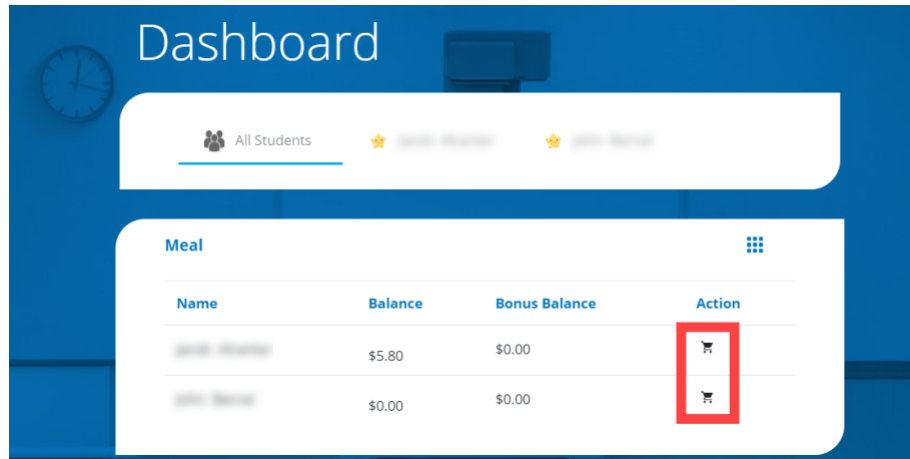 Dashboard
All Students
Meal
Name Balance Bonus Balance Action
$5.80 $0.00
$0.00 $0.00